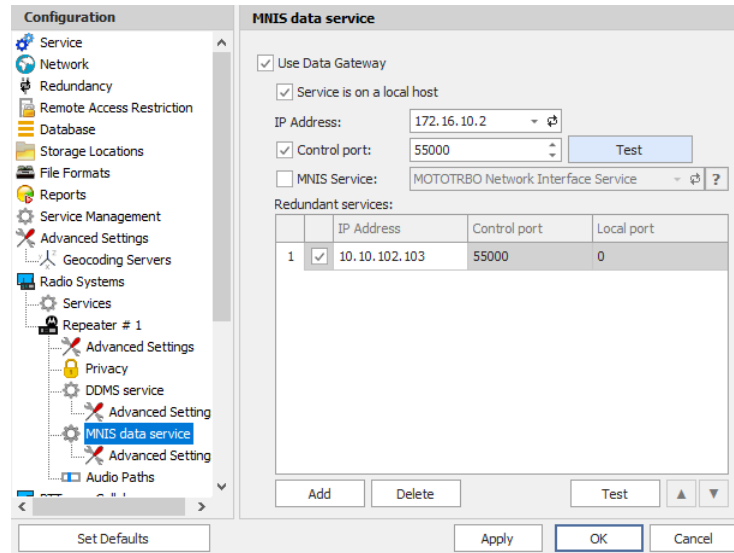 Configuration
Service
Network
Redundancy
Remote Access Restriction
Database
Storage Locations
File Formats
Reports
Service Management
Advanced Settings
Geocoding Servers
Radio Systems
Services
Repeater # 1
Advanced Settings
Privacy
DDMS service
Advanced Setting
MNIS data service
Advanced Setting
Audio Paths
Set Defaults
MNIS data service
Use Data Gateway
Service is on a local host
IP Address: 172.16.10.2
Control port: 55000 Test
MNIS Service: MOTOTRBO Network Interface Service ?
Redundant services:
IP Address Control port Local port
1 10.10.102.103 55000 0
Add Delete Test
Apply OK Cancel